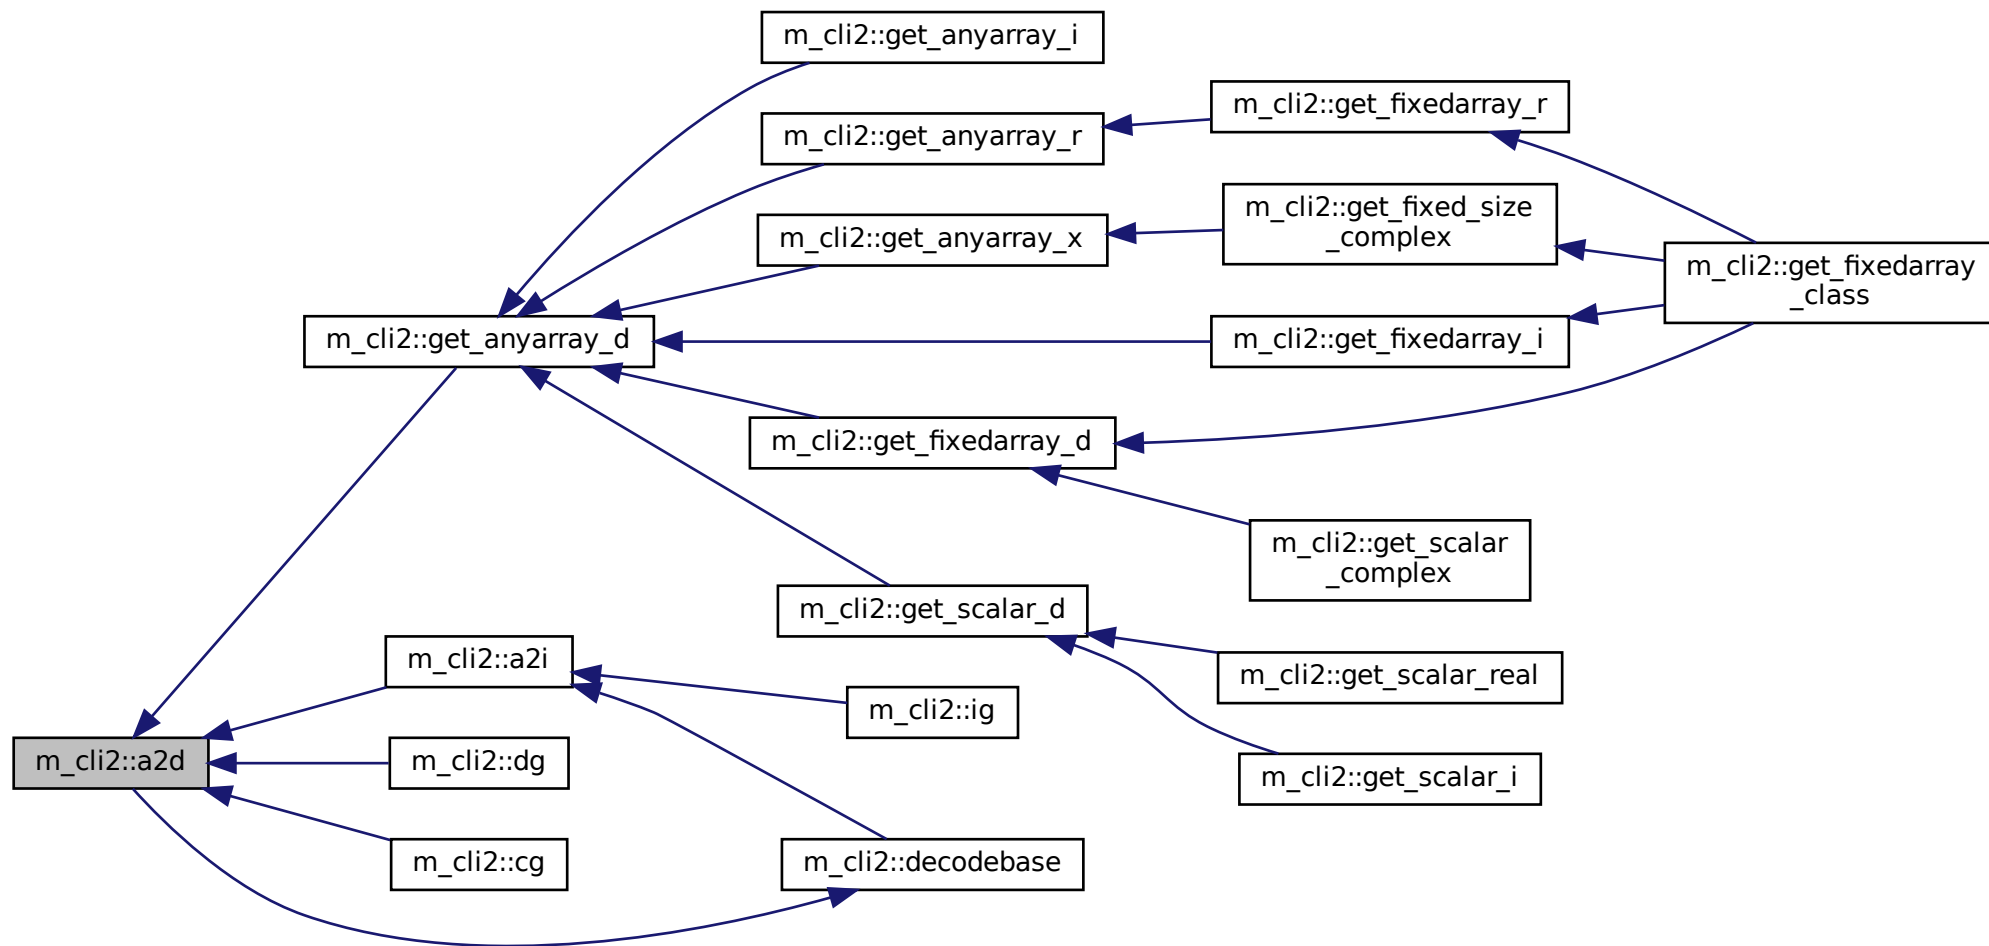 m_cli2::get_anyarray_i
m_cli2::get_fixedarray_r
m_cli2::get_anyarray_r
m_cli2::get_fixed_size
_complex
m_cli2::get_anyarray_x
m_cli2::get_fixedarray
_class
m_cli2::get_anyarray_d
m_cli2::get_fixedarray_i
m_cli2::get_fixedarray_d
m_cli2::get_scalar
_complex
m_cli2::get_scalar_d
m_cli2::a2i
m_cli2::get_scalar_real
m_cli2::ig
m_cli2::a2d
m_cli2::dg
m_cli2::get_scalar_i
m_cli2::cg
m_cli2::decodebase